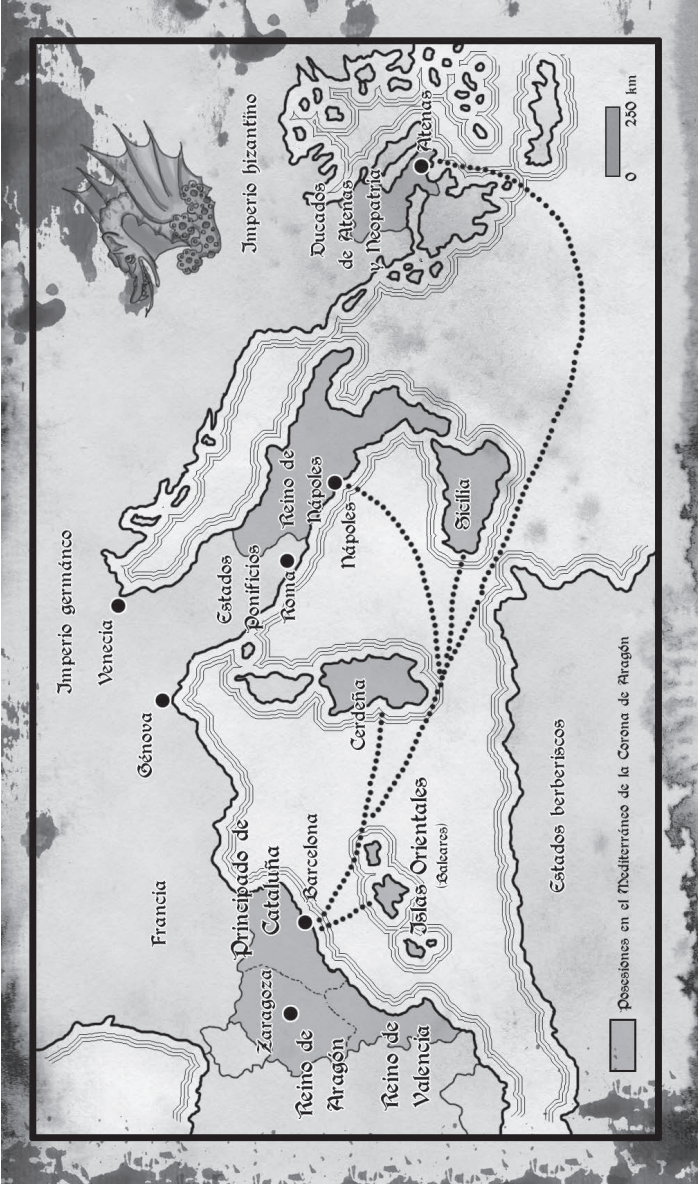 Imperio germánco
Venecia
Génova
Francia
Imperio bizantino
Ducados
de Atenas
y Neopatria
Atenas
Estados
Ponificios
Roma
Reino de
Nápoles
Nápoles
Sicilia
Cerdeña
Principado de
Cataluña
Barcelona
Zaragoza
Reino de
Aragón
Reino de
Valencia
Islas Orientales
(Baleares)
Estados berberiscos
Posesiones en el Mediterráneo de la Corona de Aragón
0 250 km